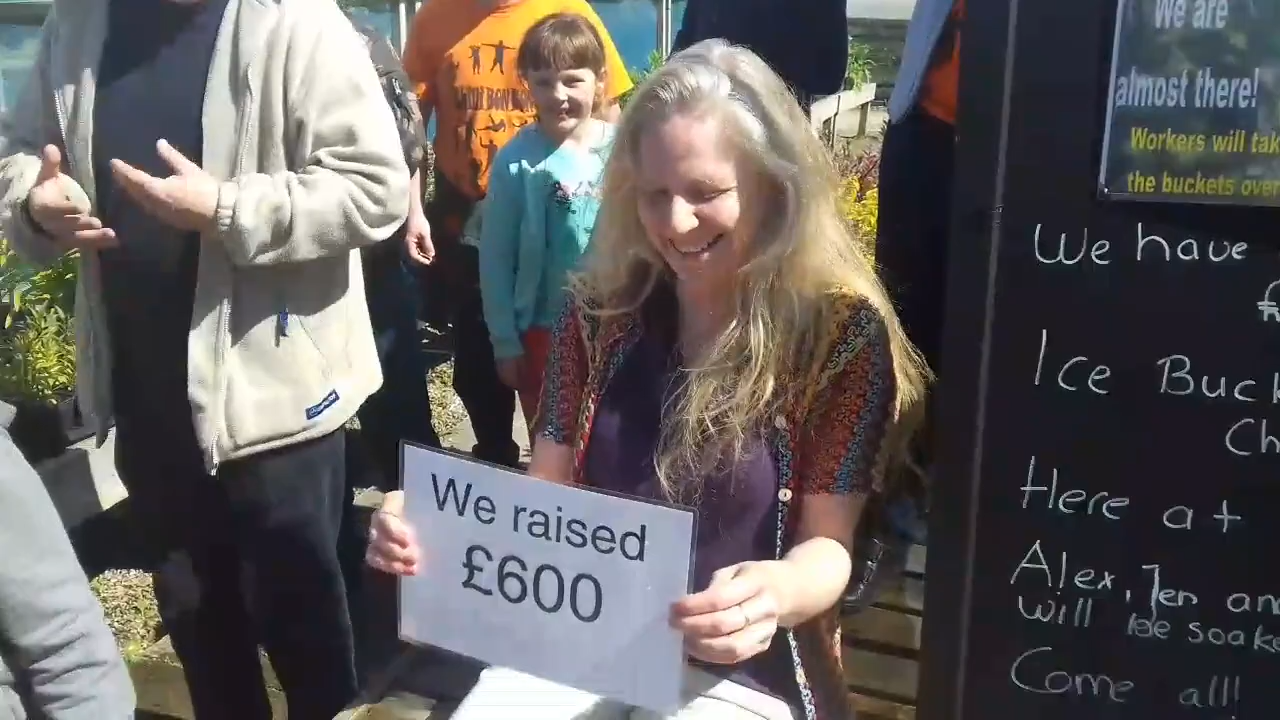 We are
almost there!
Workers will tak
the buckets over
We have
£
Ice Buck
Ch
Here at
Alex, Jen an
will be soake
Come all!
We raised
£600